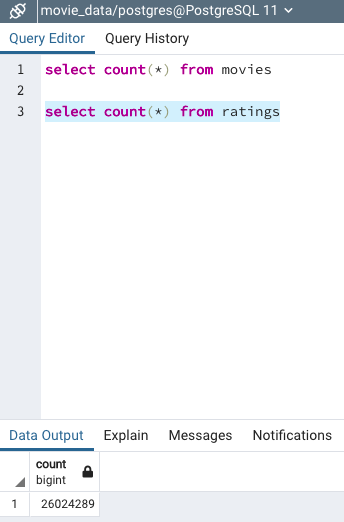 movie_data/postgres@PostgreSQL 11
Query Editor Query History
1 select count(*) from movies
2
3 select count(*) from ratings
Data Output Explain Messages Notifications
count
bigint
1 26024289